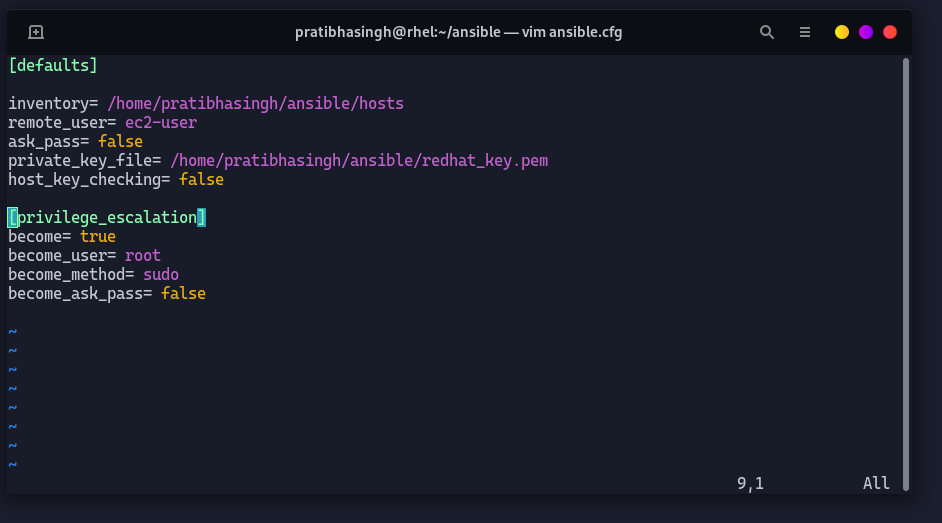 pratibhasingh@rhel:~/ansible — vim ansible.cfg
[defaults]
inventory= /home/pratibhasingh/ansible/hosts
remote_user= ec2-user
ask_pass= false
private_key_file= /home/pratibhasingh/ansible/redhat_key.pem
host_key_checking= false
[privilege_escalation]
become= true
become_user= root
become_method= sudo
become_ask_pass= false
~
~
~
~
~
~
~
~
9,1 All